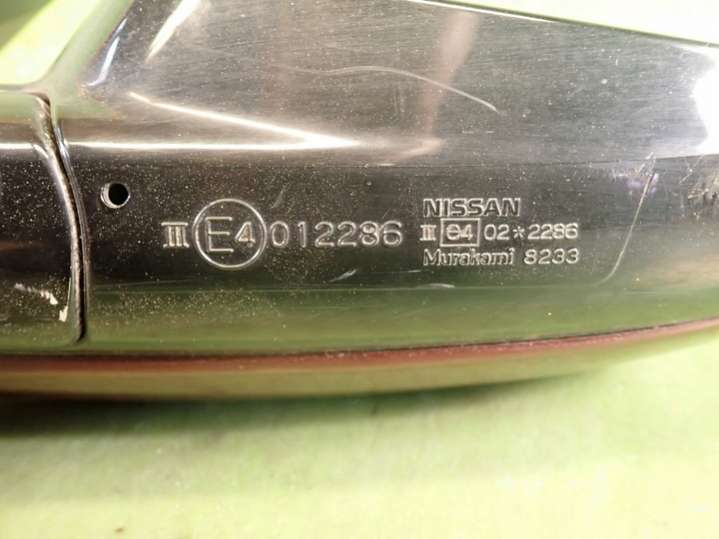 III E4 012286
NISSAN
III e4 02*2286
Murakami 8233